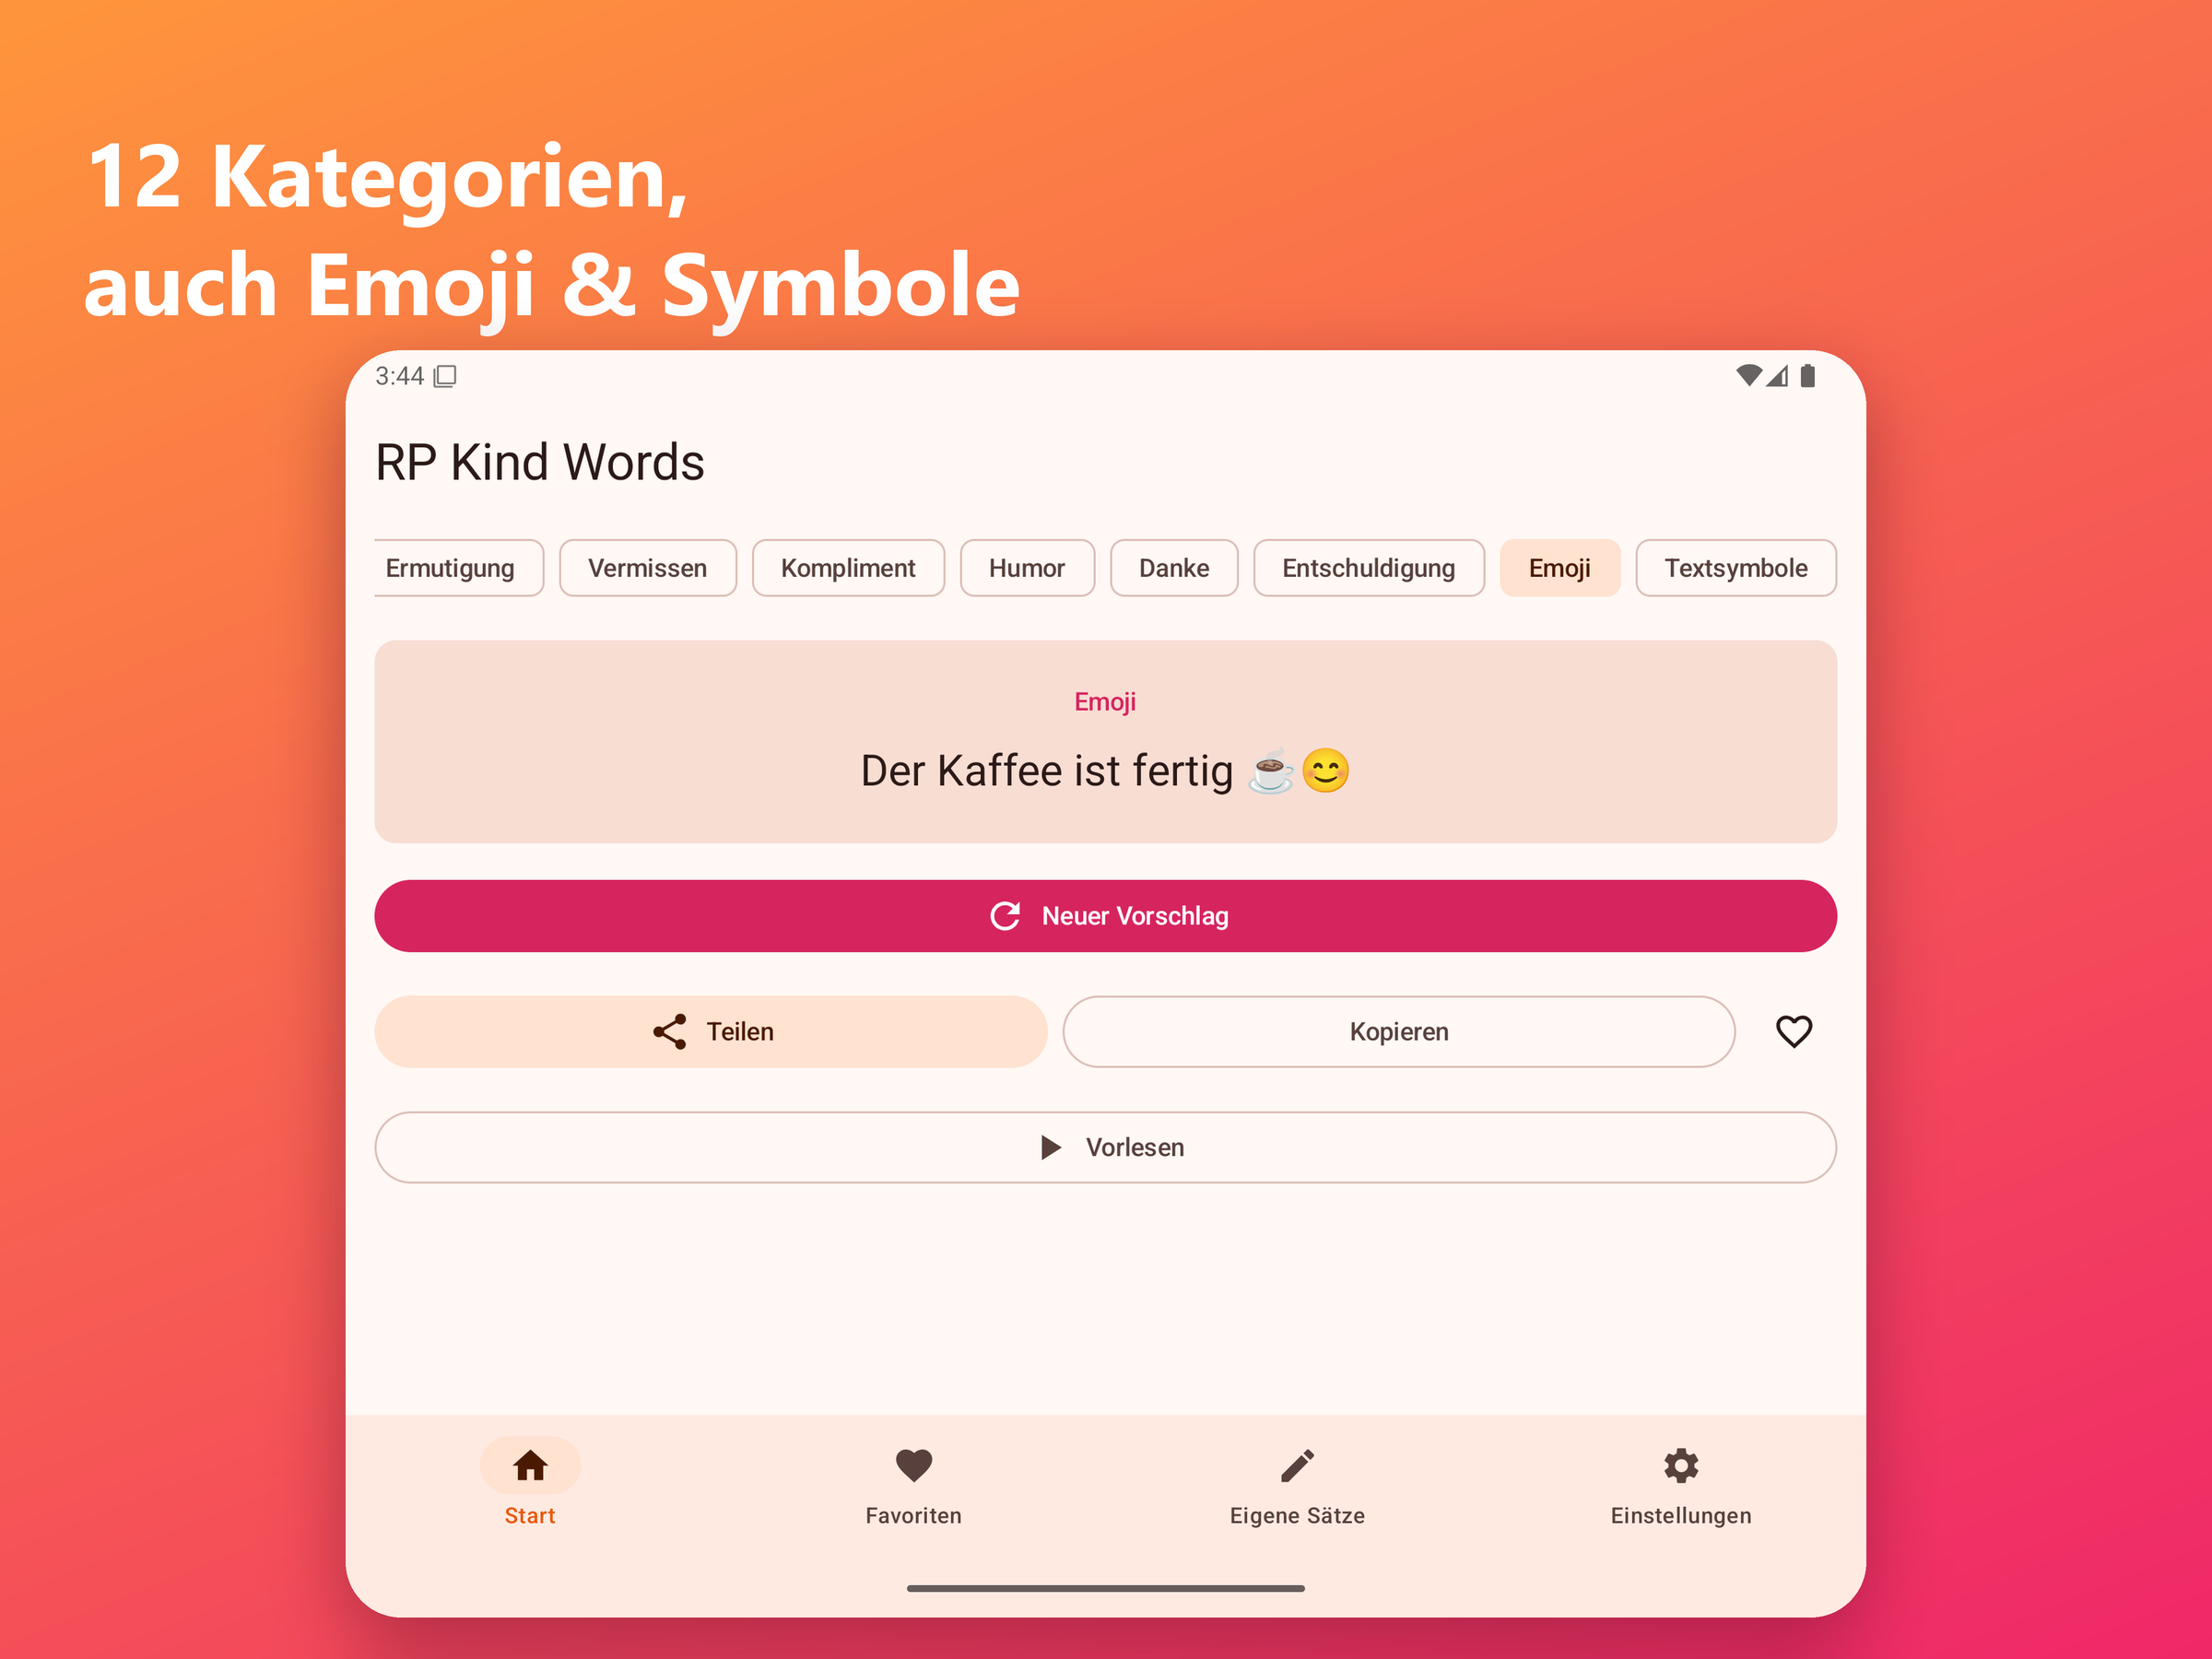 12 Kategorien,
auch Emoji & Symbole
3:44
RP Kind Words
Ermutigung
Vermissen
Kompliment
Humor
Danke
Entschuldigung
Emoji
Textsymbole
Emoji
Der Kaffee ist fertig ☕😊
Neuer Vorschlag
Teilen
Kopieren
Vorlesen
Start
Favoriten
Eigene Sätze
Einstellungen